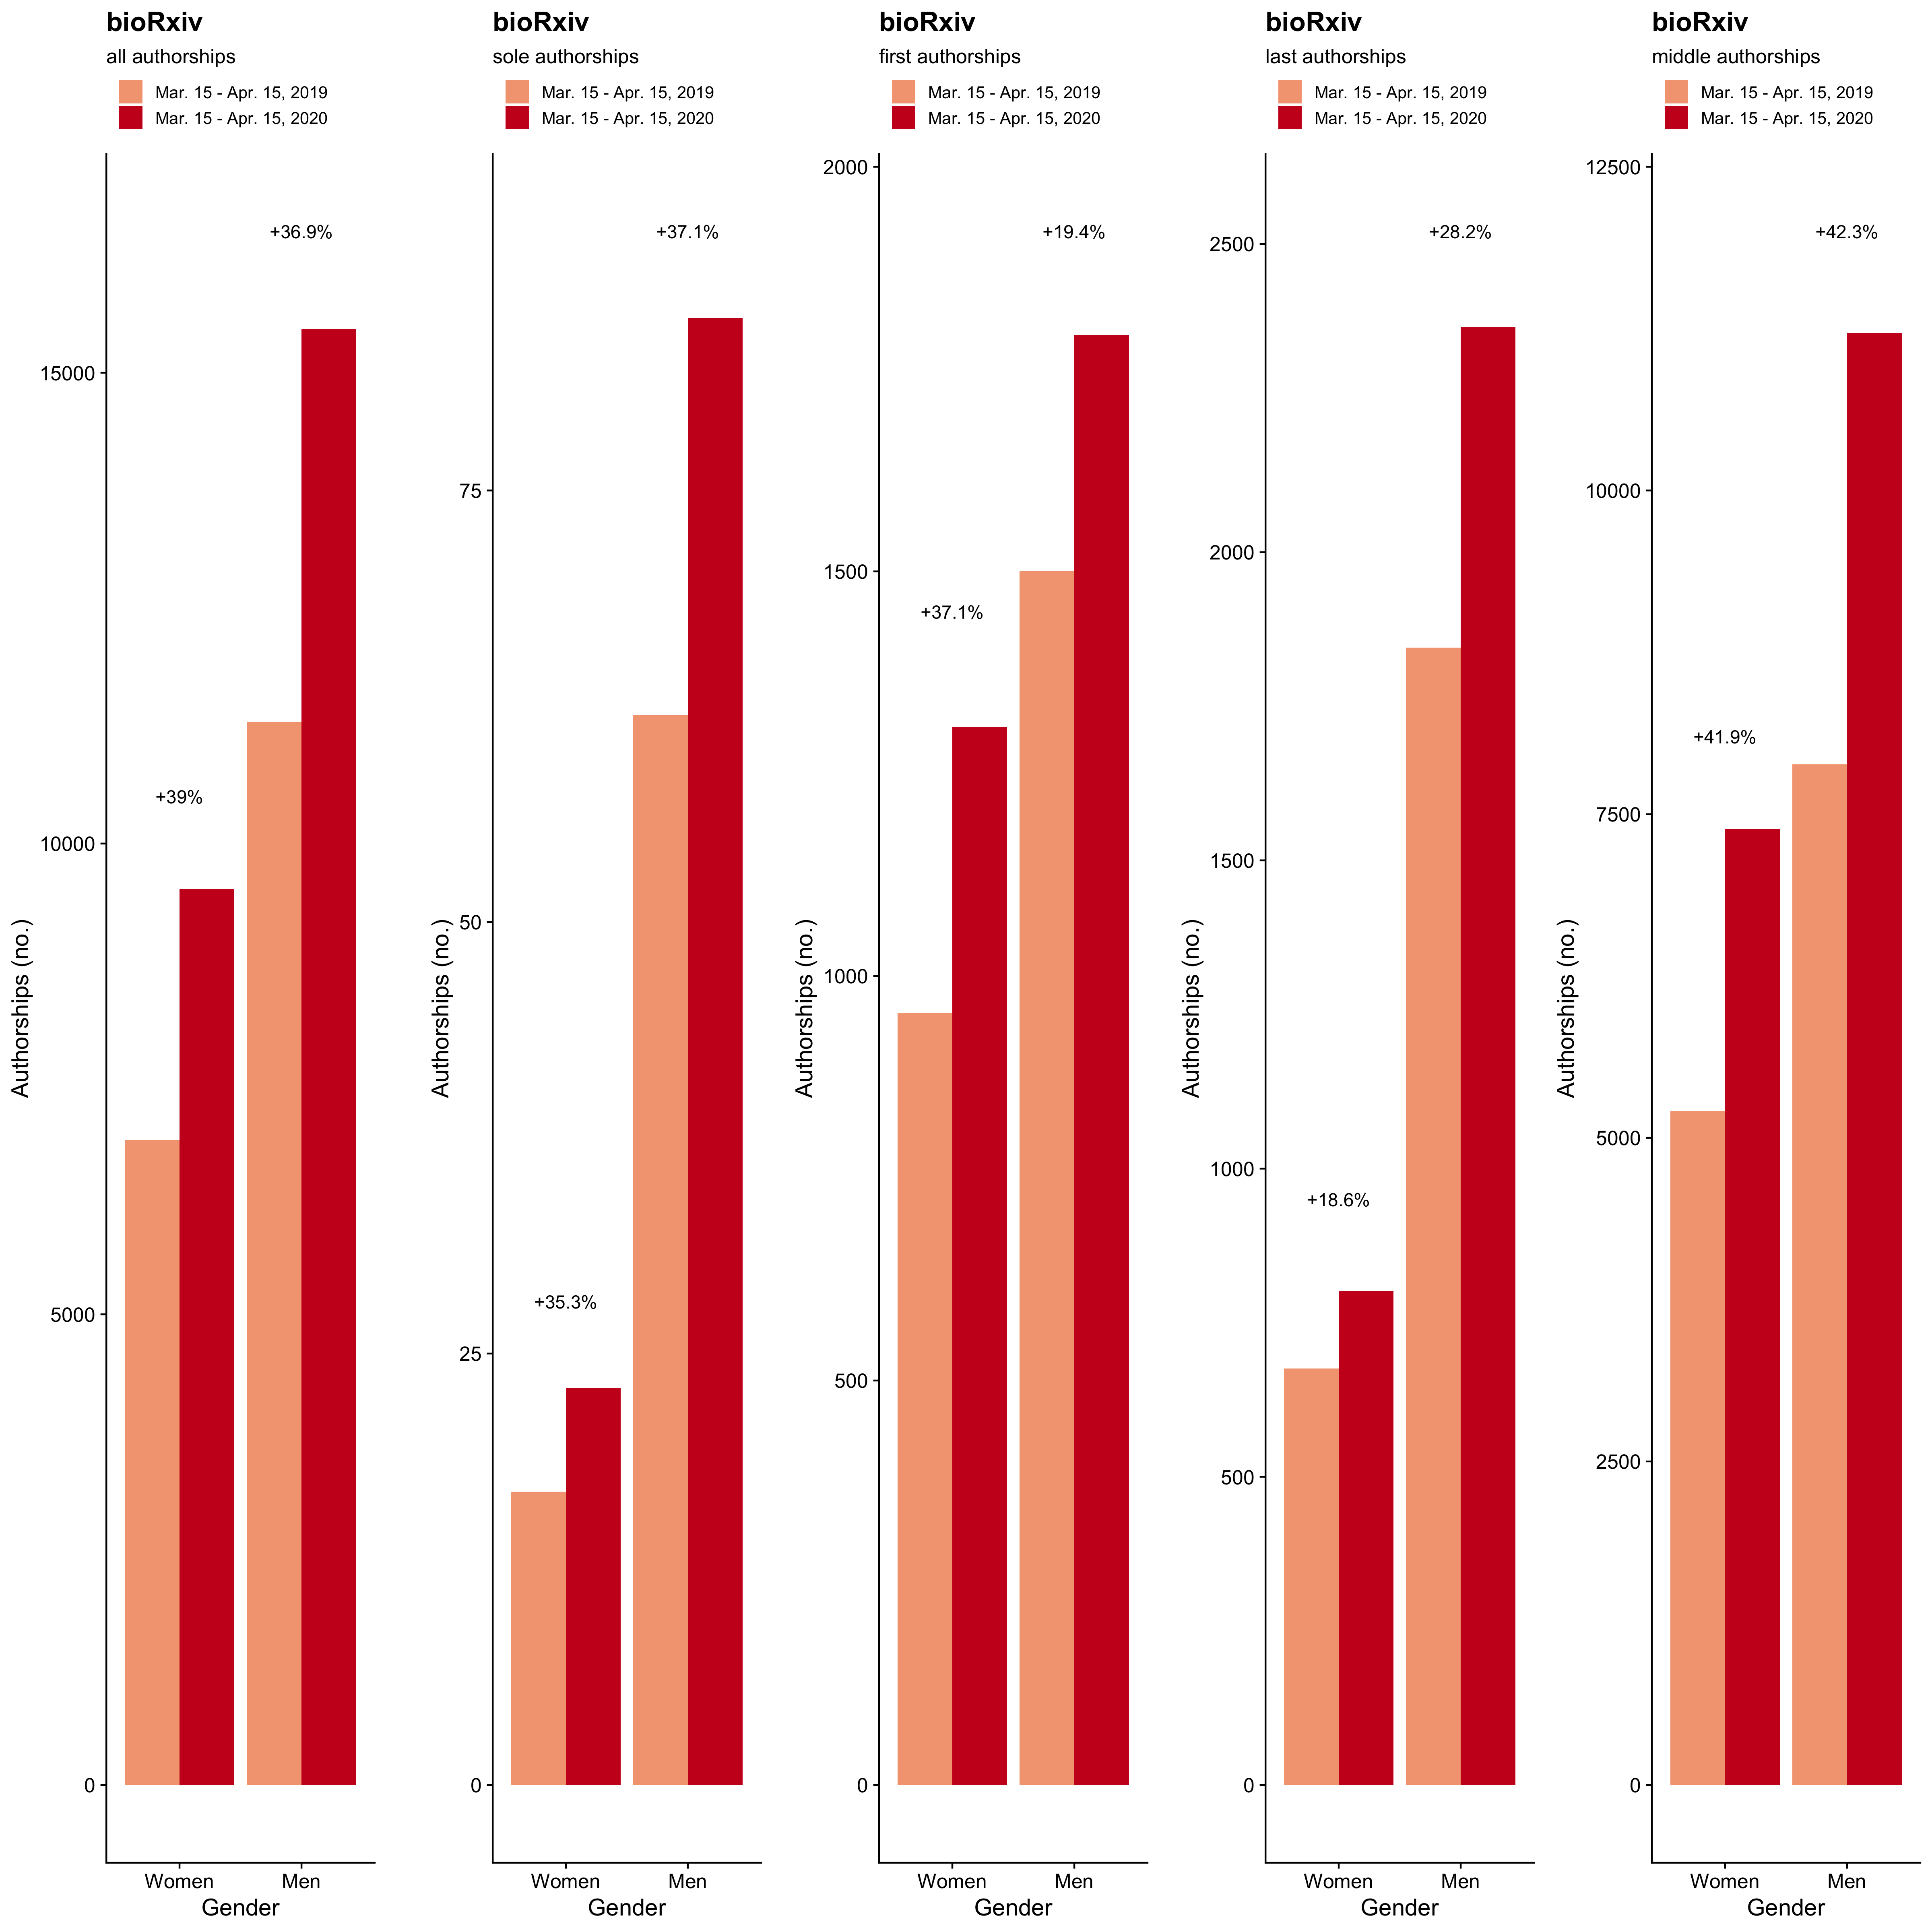 bioRxiv
all authorships
Mar. 15 - Apr. 15, 2019
Mar. 15 - Apr. 15, 2020
+36.9%
+39%
15000
10000
5000
0
Authorships (no.)
Women
Men
Gender
bioRxiv
sole authorships
Mar. 15 - Apr. 15, 2019
Mar. 15 - Apr. 15, 2020
+37.1%
+35.3%
75
50
25
0
Authorships (no.)
Women
Men
Gender
bioRxiv
first authorships
Mar. 15 - Apr. 15, 2019
Mar. 15 - Apr. 15, 2020
+19.4%
+37.1%
2000
1500
1000
500
0
Authorships (no.)
Women
Men
Gender
bioRxiv
last authorships
Mar. 15 - Apr. 15, 2019
Mar. 15 - Apr. 15, 2020
+28.2%
+18.6%
2500
2000
1500
1000
500
0
Authorships (no.)
Women
Men
Gender
bioRxiv
middle authorships
Mar. 15 - Apr. 15, 2019
Mar. 15 - Apr. 15, 2020
+42.3%
+41.9%
12500
10000
7500
5000
2500
0
Authorships (no.)
Women
Men
Gender